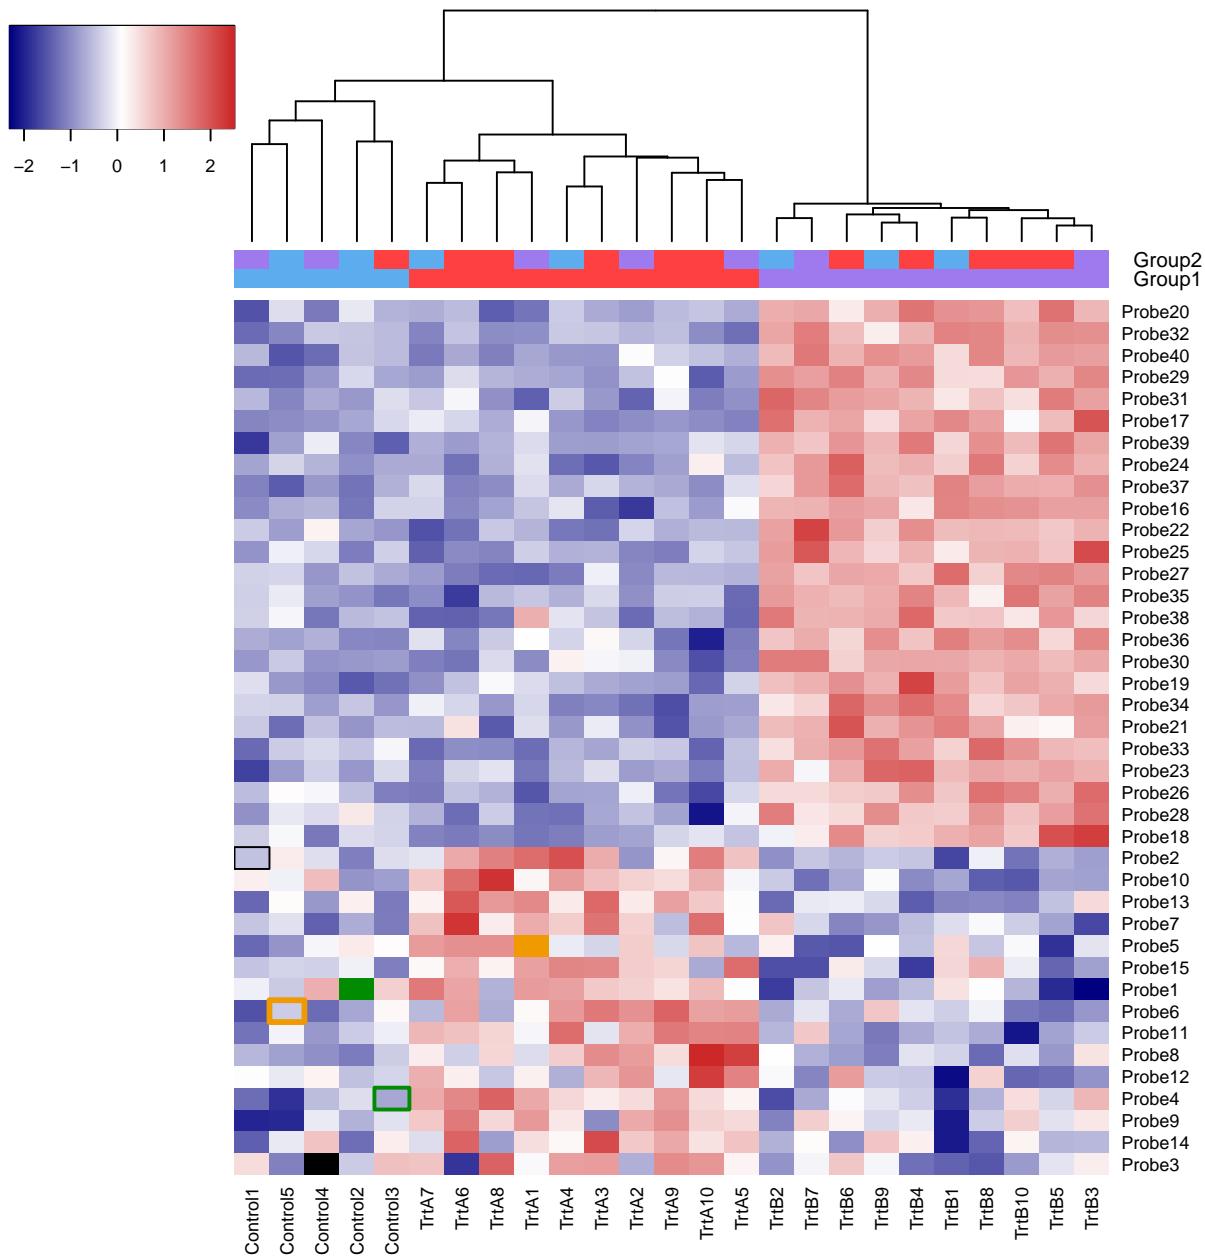 −2 −1 0 1 2
Group2
Group1
Probe20
Probe32
Probe40
Probe29
Probe31
Probe17
Probe39
Probe24
Probe37
Probe16
Probe22
Probe25
Probe27
Probe35
Probe38
Probe36
Probe30
Probe19
Probe34
Probe21
Probe33
Probe23
Probe26
Probe28
Probe18
Probe2
Probe10
Probe13
Probe7
Probe5
Probe15
Probe1
Probe6
Probe11
Probe8
Probe12
Probe4
Probe9
Probe14
Probe3
Control1 Control5 Control4 Control2 Control3 TrtA7 TrtA6 TrtA8 TrtA1 TrtA4 TrtA3 TrtA2 TrtA9 TrtA10 TrtA5 TrtB2 TrtB7 TrtB6 TrtB9 TrtB4 TrtB1 TrtB8 TrtB10 TrtB5 TrtB3